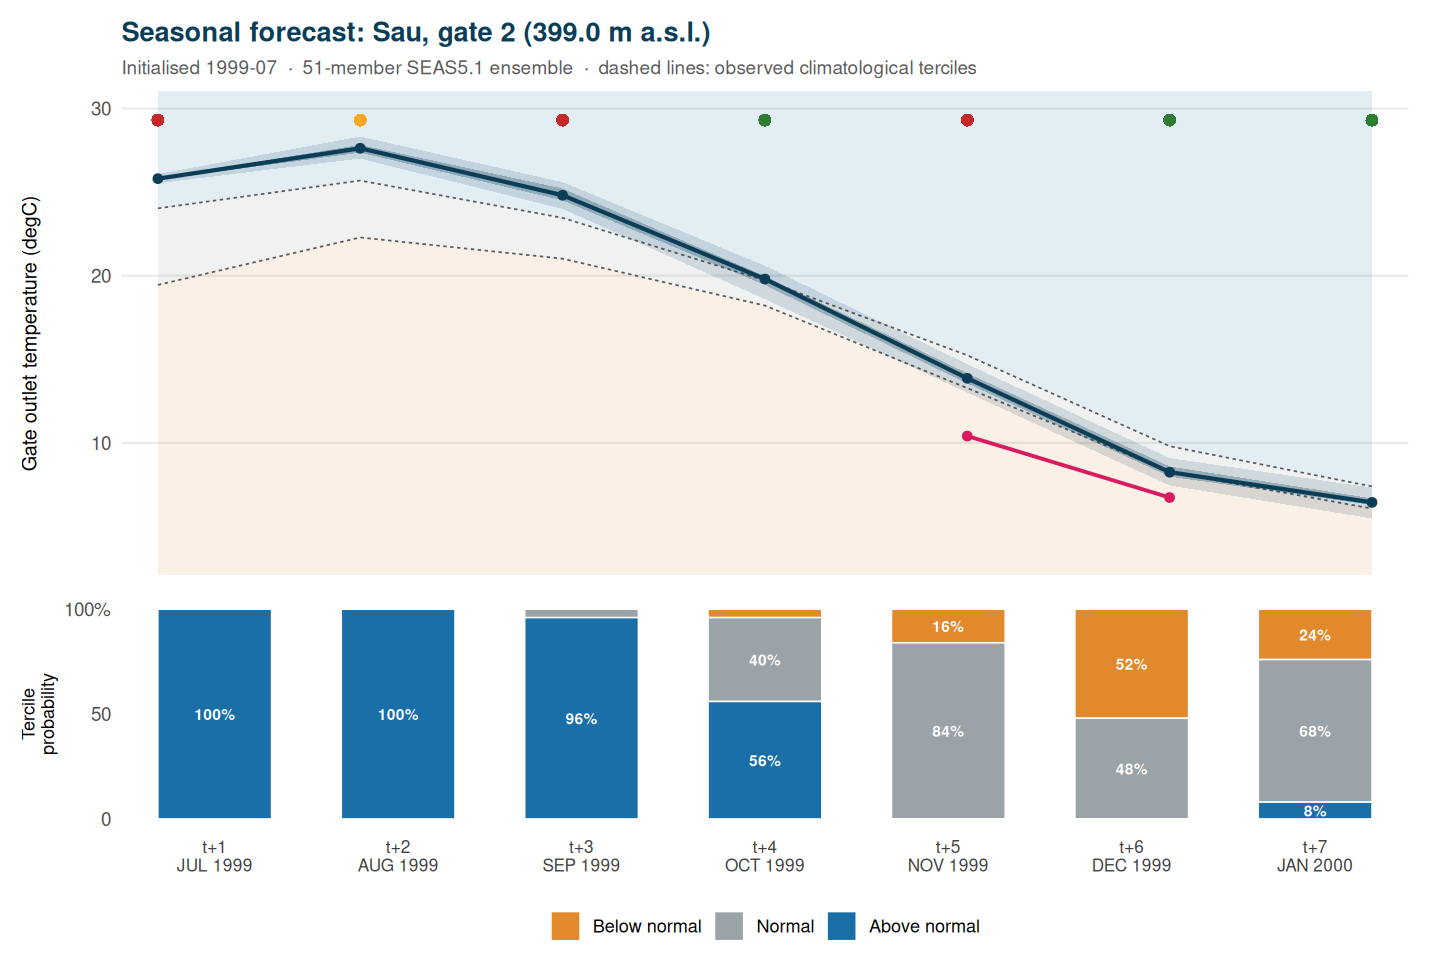 Seasonal forecast: Sau, gate 2 (399.0 m a.s.l.)
Initialised 1999-07 · 51-member SEAS5.1 ensemble · dashed lines: observed climatological terciles
Gate outlet temperature (degC)
30
20
10
Tercile
probability
100%
50
0
100%
100%
96%
40%
56%
16%
84%
52%
48%
24%
68%
8%
t+1
JUL 1999
t+2
AUG 1999
t+3
SEP 1999
t+4
OCT 1999
t+5
NOV 1999
t+6
DEC 1999
t+7
JAN 2000
Below normal
Normal
Above normal